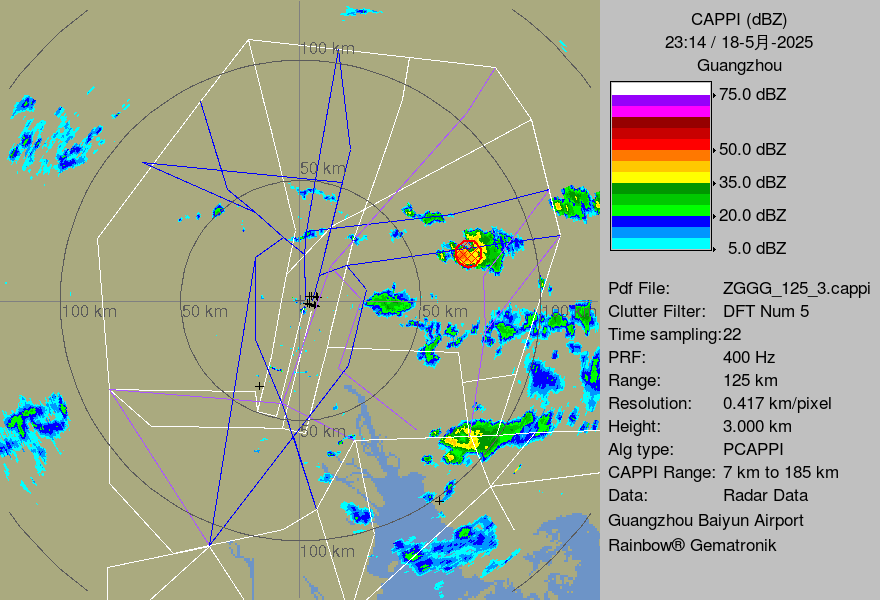 CAPPI (dBZ)
23:14 / 18-5月-2025
Guangzhou
75.0 dBZ
50.0 dBZ
35.0 dBZ
20.0 dBZ
5.0 dBZ
Pdf File: ZGGG_125_3.cappi
Clutter Filter: DFT Num 5
Time sampling:22
PRF: 400 Hz
Range: 125 km
Resolution: 0.417 km/pixel
Height: 3.000 km
Alg type: PCAPPI
CAPPI Range: 7 km to 185 km
Data: Radar Data
Guangzhou Baiyun Airport
Rainbow® Gematronik
100 km
50 km
100 km
50 km
50 km
100 km
50 km
100 km